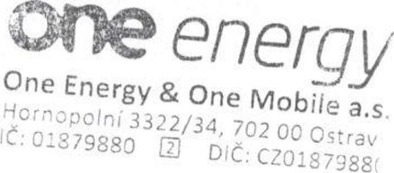 one energy
One Energy & One Mobile a.s.
Hornopolní 3322/34, 702 00 Ostrav
IČ: 01879880 2 DIČ: CZ0187988(